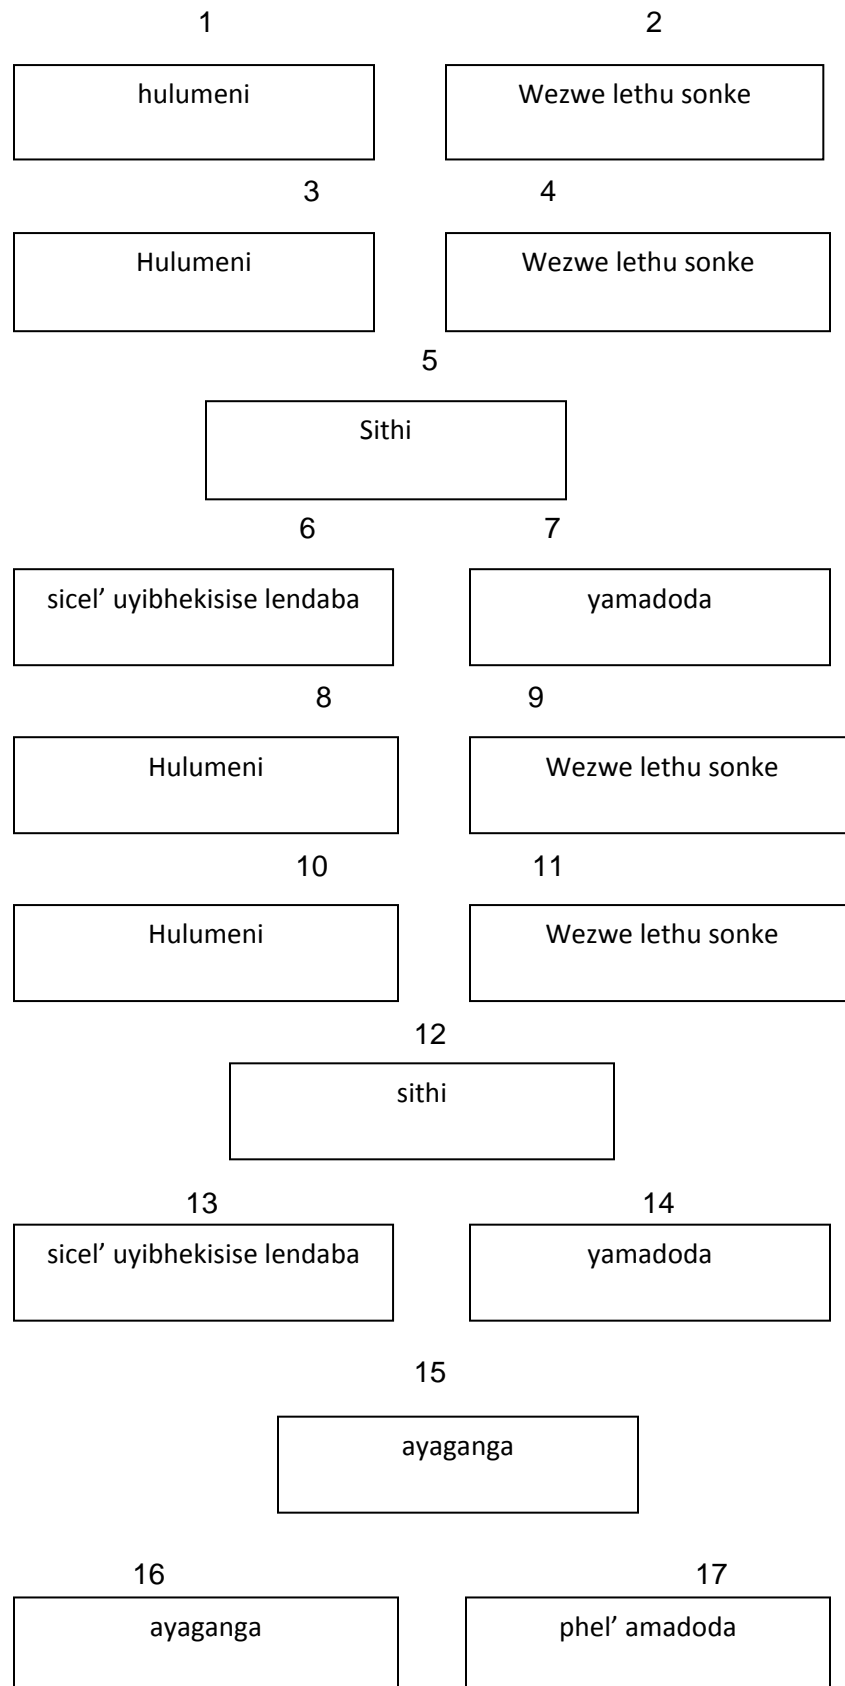 1 2
hulumeni Wezwe lethu sonke
3 4
Hulumeni Wezwe lethu sonke
5
Sithi
6 7
sicel’ uyibhekisise lendaba yamadoda
8 9
Hulumeni Wezwe lethu sonke
10 11
Hulumeni Wezwe lethu sonke
12
sithi
13 14
sicel’ uyibhekisise lendaba yamadoda
15
ayaganga
16 17
ayaganga phel’ amadoda